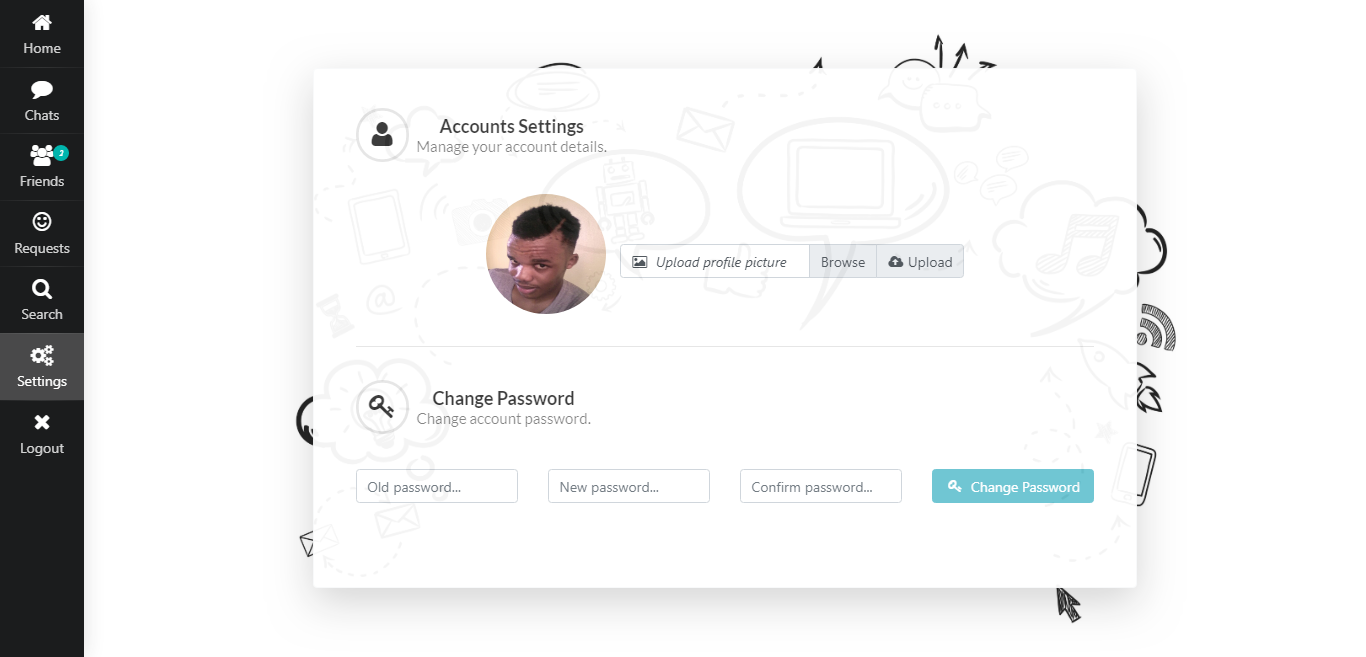 Home
Chats
2
Friends
Requests
Search
Settings
Logout
Accounts Settings
Manage your account details.
Upload profile picture
Browse
Upload
Change Password
Change account password.
Old password...
New password...
Confirm password...
Change Password